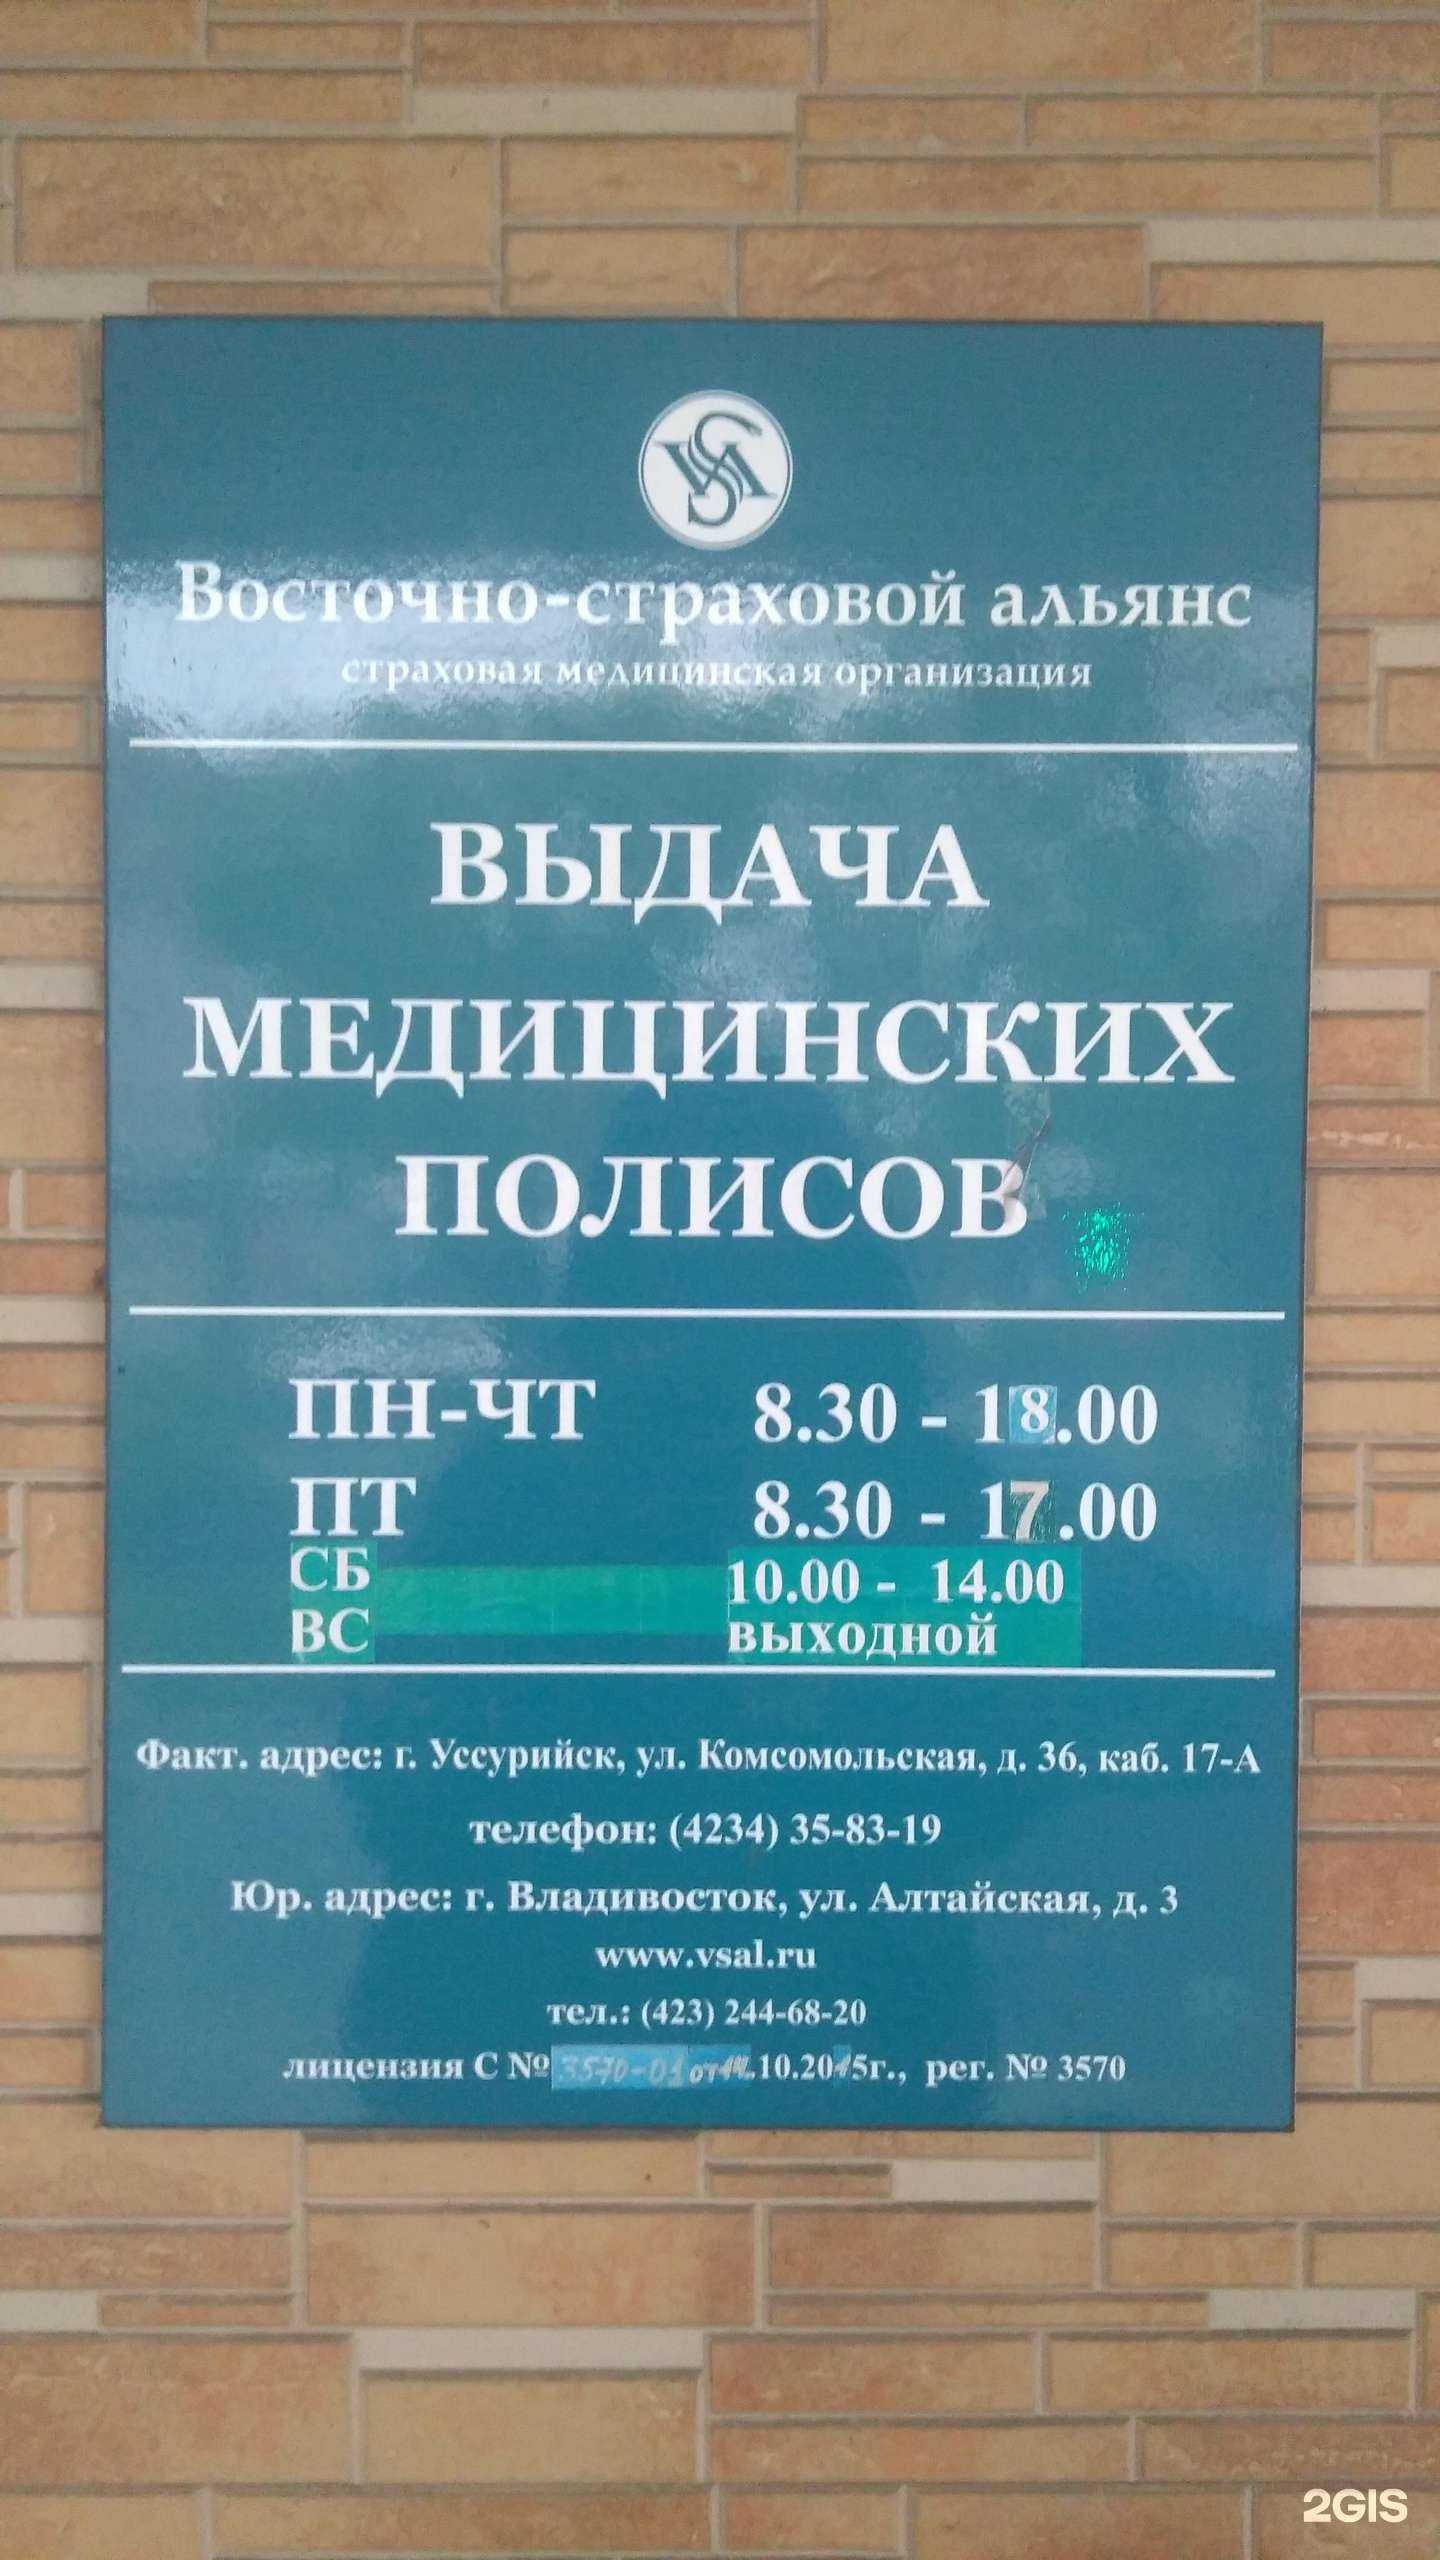 VSA
Восточно-страховой альянс
страховая медицинская организация
ВЫДАЧА
МЕДИЦИНСКИХ
ПОЛИСОВ
ПН-ЧТ 8.30 - 18.00
ПТ 8.30 - 17.00
СБ 10.00 - 14.00
ВС выходной
Факт. адрес: г. Уссурийск, ул. Комсомольская, д. 36, каб. 17-А
телефон: (4234) 35-83-19
Юр. адрес: г. Владивосток, ул. Алтайская, д. 3
www.vsal.ru
тел.: (423) 244-68-20
лицензия С № 3570-01 от 14.10.2015г., рег. № 3570
2GIS